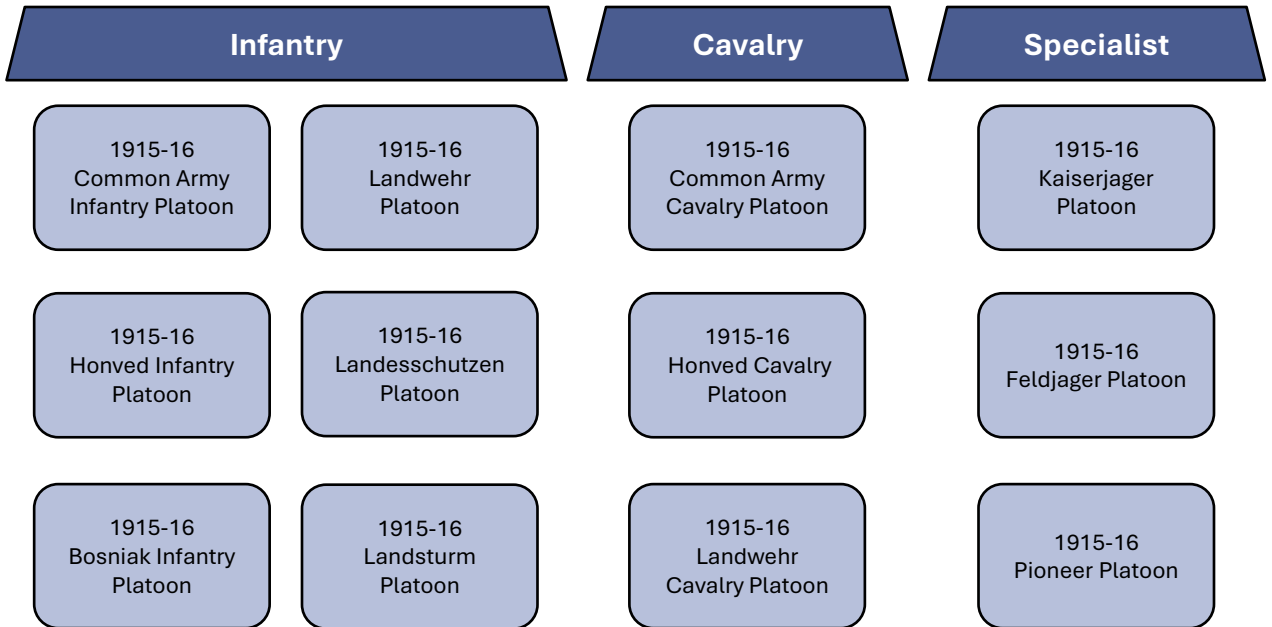 Infantry
Cavalry
Specialist
1915-16
Common Army
Infantry Platoon
1915-16
Landwehr
Platoon
1915-16
Common Army
Cavalry Platoon
1915-16
Kaiserjager
Platoon
1915-16
Honved Infantry
Platoon
1915-16
Landesschutzen
Platoon
1915-16
Honved Cavalry
Platoon
1915-16
Feldjager Platoon
1915-16
Bosniak Infantry
Platoon
1915-16
Landsturm
Platoon
1915-16
Landwehr
Cavalry Platoon
1915-16
Pioneer Platoon